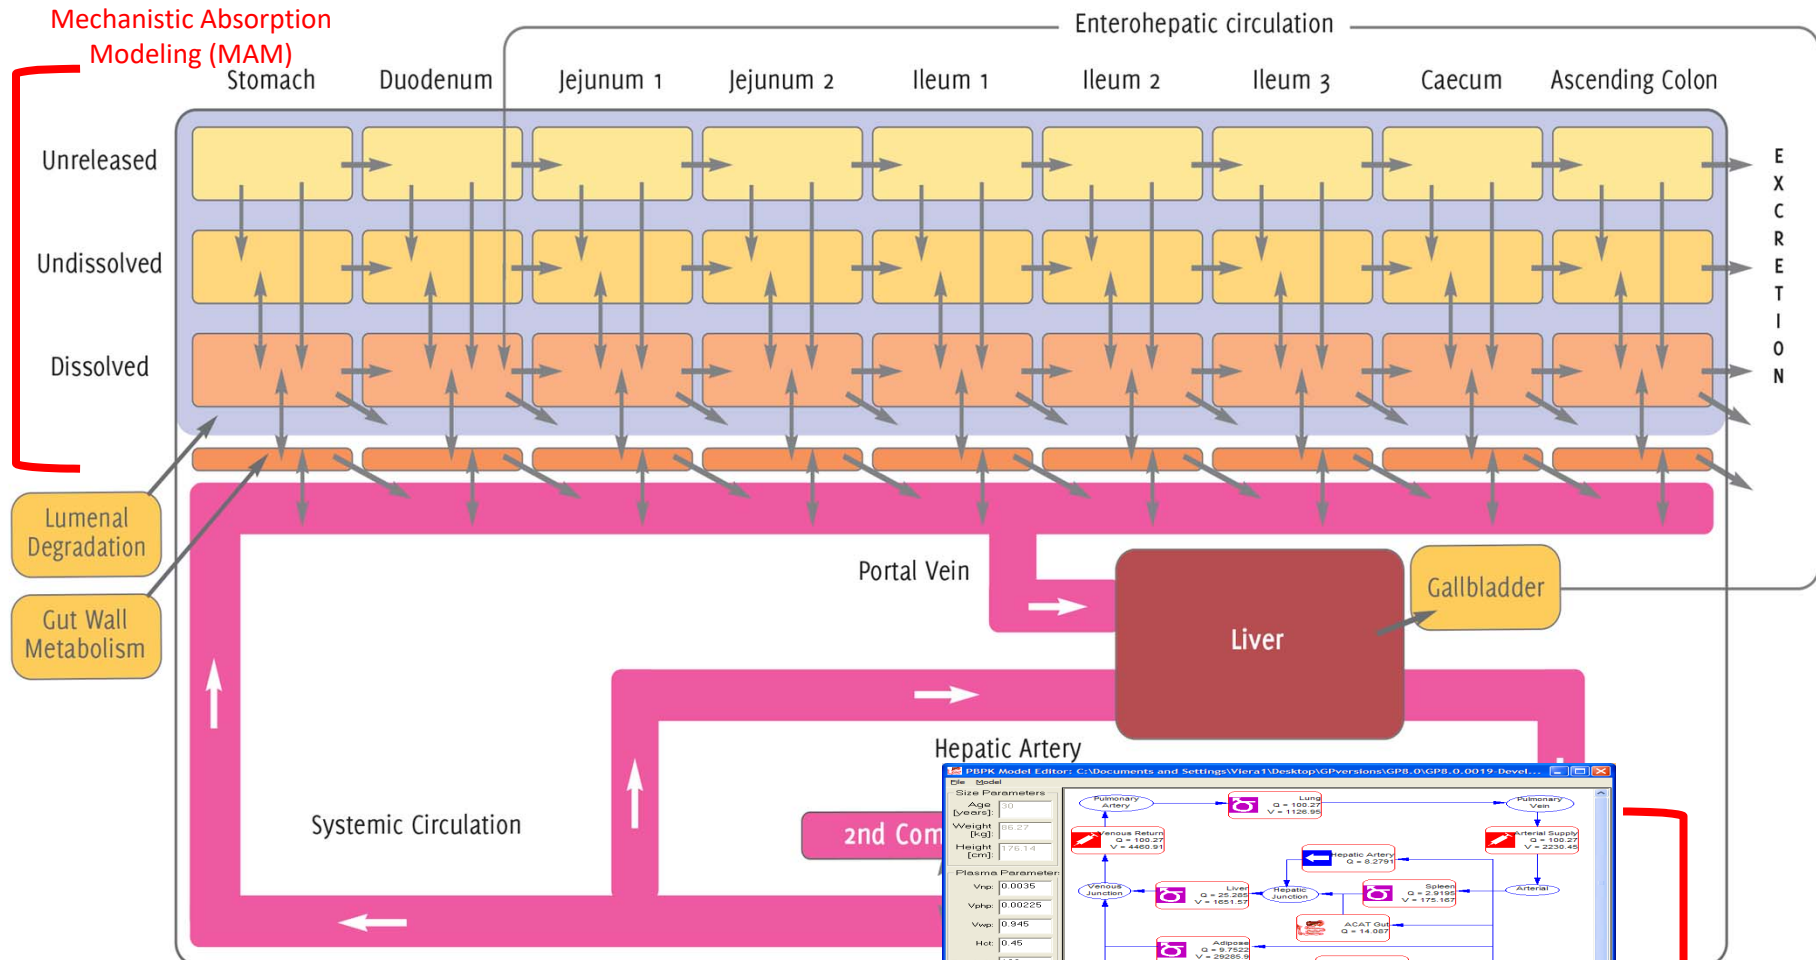 Mechanistic Absorption
Modeling (MAM)
Enterohepatic circulation
Stomach Duodenum Jejunum 1 Jejunum 2 Ileum 1 Ileum 2 Ileum 3 Caecum Ascending Colon
Unreleased
Undissolved
Dissolved
EXCRETION
Lumenal
Degradation
Gut Wall
Metabolism
Portal Vein
Liver
Gallbladder
Hepatic Artery
Systemic Circulation
2nd Com
PBPK Model Editor: C:\Documents and Settings\Viera1\Desktop\GPversions\GP8.0\GP8.0.0019-Devel...
File Model
Size Parameters
Age
[years]: 30
Weight
[kg]: 86.27
Height
[cm]: 176.14
Plasma Parameter
Vnp: 0.0035
Vphp: 0.00225
Vwp: 0.945
Hct: 0.45
Pulmonary
Artery
Lung
Q = 100.27
V = 1126.95
Pulmonary
Vein
Venous Return
Q = 100.27
V = 4460.91
Arterial Supply
Q = 100.27
V = 2230.45
Hepatic Artery
Q = 8.2791
Venous
Junction
Liver
Q = 25.285
V = 1651.57
Hepatic
Junction
Spleen
Q = 2.9195
V = 175.167
Arterial
ACAT Gut
Q = 14.087
Adipose
Q = 9.7522
V = 29285.9